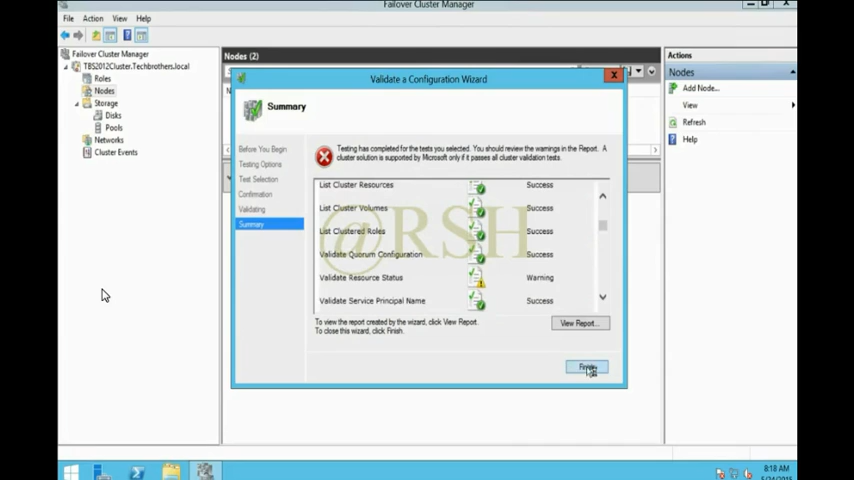 Failover Cluster Manager
File Action View Help
Failover Cluster Manager
TBS2012Cluster.Techbrothers.local
Roles
Nodes
Storage
Disks
Pools
Networks
Cluster Events
Nodes (2)
Validate a Configuration Wizard
Summary
Before You Begin
Testing Options
Test Selection
Confirmation
Validating
Summary
Testing has completed for the tests you selected. You should review the warnings in the Report. A
cluster solution is supported by Microsoft only if it passes all cluster validation tests.
List Cluster Resources Success
List Cluster Volumes Success
List Clustered Roles Success
Validate Quorum Configuration Success
Validate Resource Status Warning
Validate Service Principal Name Success
@RSH
To view the report created by the wizard, click View Report.
To close this wizard, click Finish.
View Report...
Finish
Actions
Nodes
Add Node...
View
Refresh
Help
8:18 AM